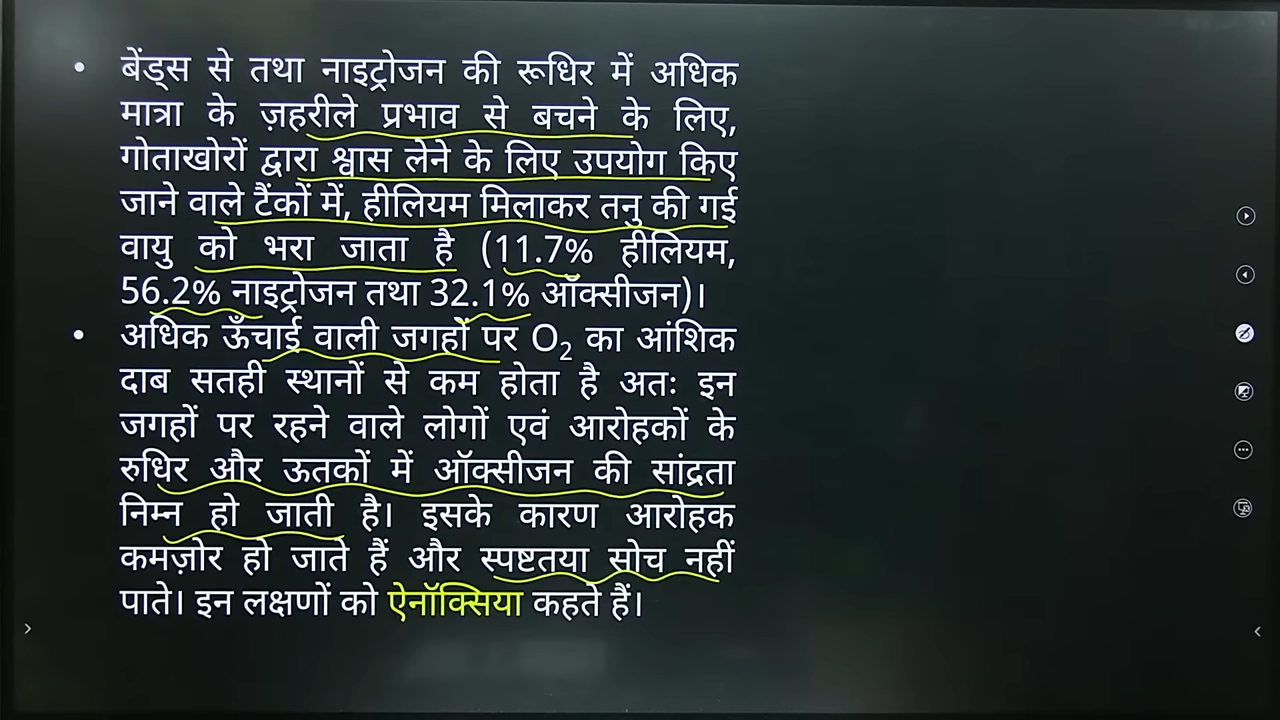 • बेंड्स से तथा नाइट्रोजन की रूधिर में अधिक
मात्रा के ज़हरीले प्रभाव से बचने के लिए,
गोताखोरों द्वारा श्वास लेने के लिए उपयोग किए
जाने वाले टैंकों में, हीलियम मिलाकर तनु की गई
वायु को भरा जाता है (11.7% हीलियम,
56.2% नाइट्रोजन तथा 32.1% ऑक्सीजन)।
• अधिक ऊँचाई वाली जगहों पर O₂ का आंशिक
दाब सतही स्थानों से कम होता है अतः इन
जगहों पर रहने वाले लोगों एवं आरोहकों के
रुधिर और ऊतकों में ऑक्सीजन की सांद्रता
निम्न हो जाती है। इसके कारण आरोहक
कमज़ोर हो जाते हैं और स्पष्टतया सोच नहीं
पाते। इन लक्षणों को ऐनॉक्सिया कहते हैं।